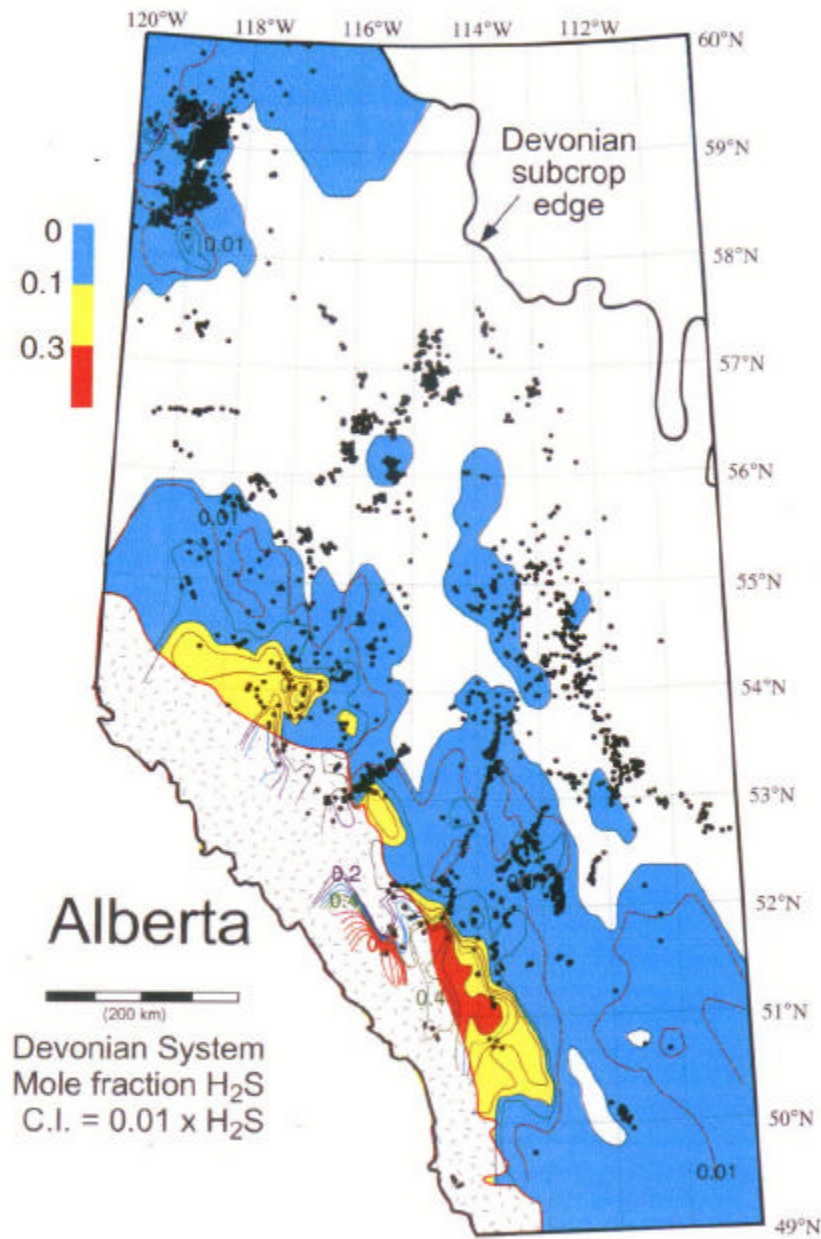 120°W
118°W
116°W
114°W
112°W
60°N
Devonian
subcrop
edge
59°N
0
0.01
58°N
0.1
0.3
57°N
56°N
0.01
55°N
54°N
53°N
0.2
52°N
Alberta
0.4
51°N
(200 km)
Devonian System
Mole fraction H₂S
C.I. = 0.01 x H₂S
50°N
0.01
49°N